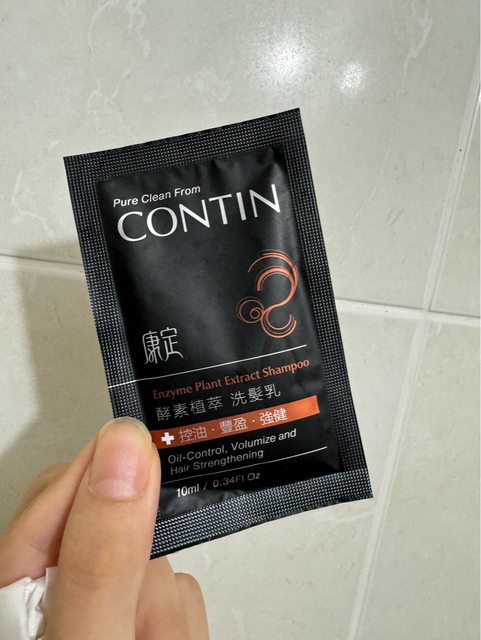 Pure Clean From
CONTIN
康定
Enzyme Plant Extract Shampoo
酵素植萃 洗髮乳
控油・豐盈・強健
Oil-Control, Volumize and
Hair Strengthening
10ml / 0.34Fl Oz